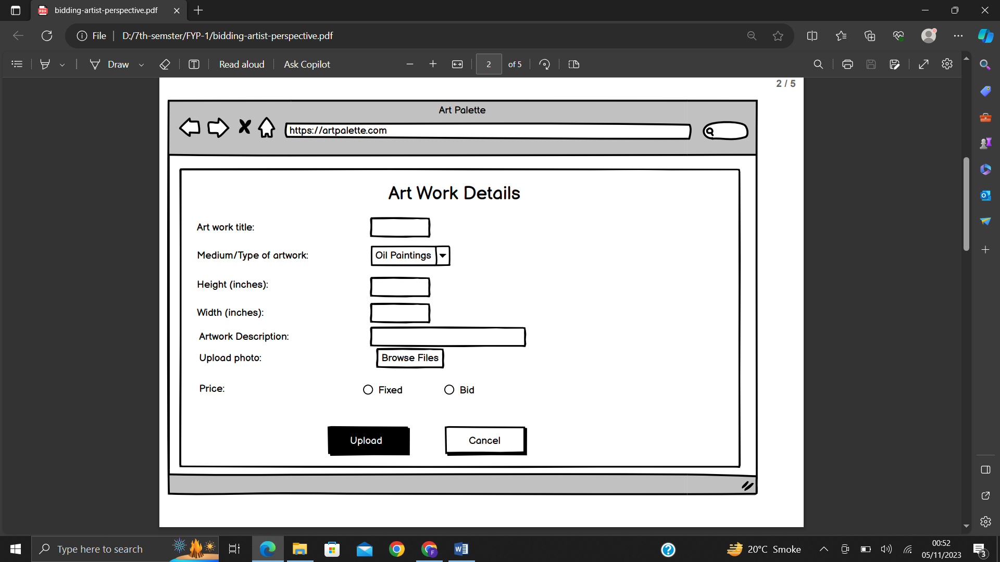 bidding-artist-perspective.pdf
File
D:/7th-semster/FYP-1/bidding-artist-perspective.pdf
Draw
Read aloud
Ask Copilot
2 of 5
2 / 5
Art Palette
https://artpalette.com
Art Work Details
Art work title:
Medium/Type of artwork: Oil Paintings
Height (inches):
Width (inches):
Artwork Description:
Upload photo: Browse Files
Price: Fixed Bid
Upload Cancel
Type here to search
20°C Smoke
00:52
05/11/2023
3